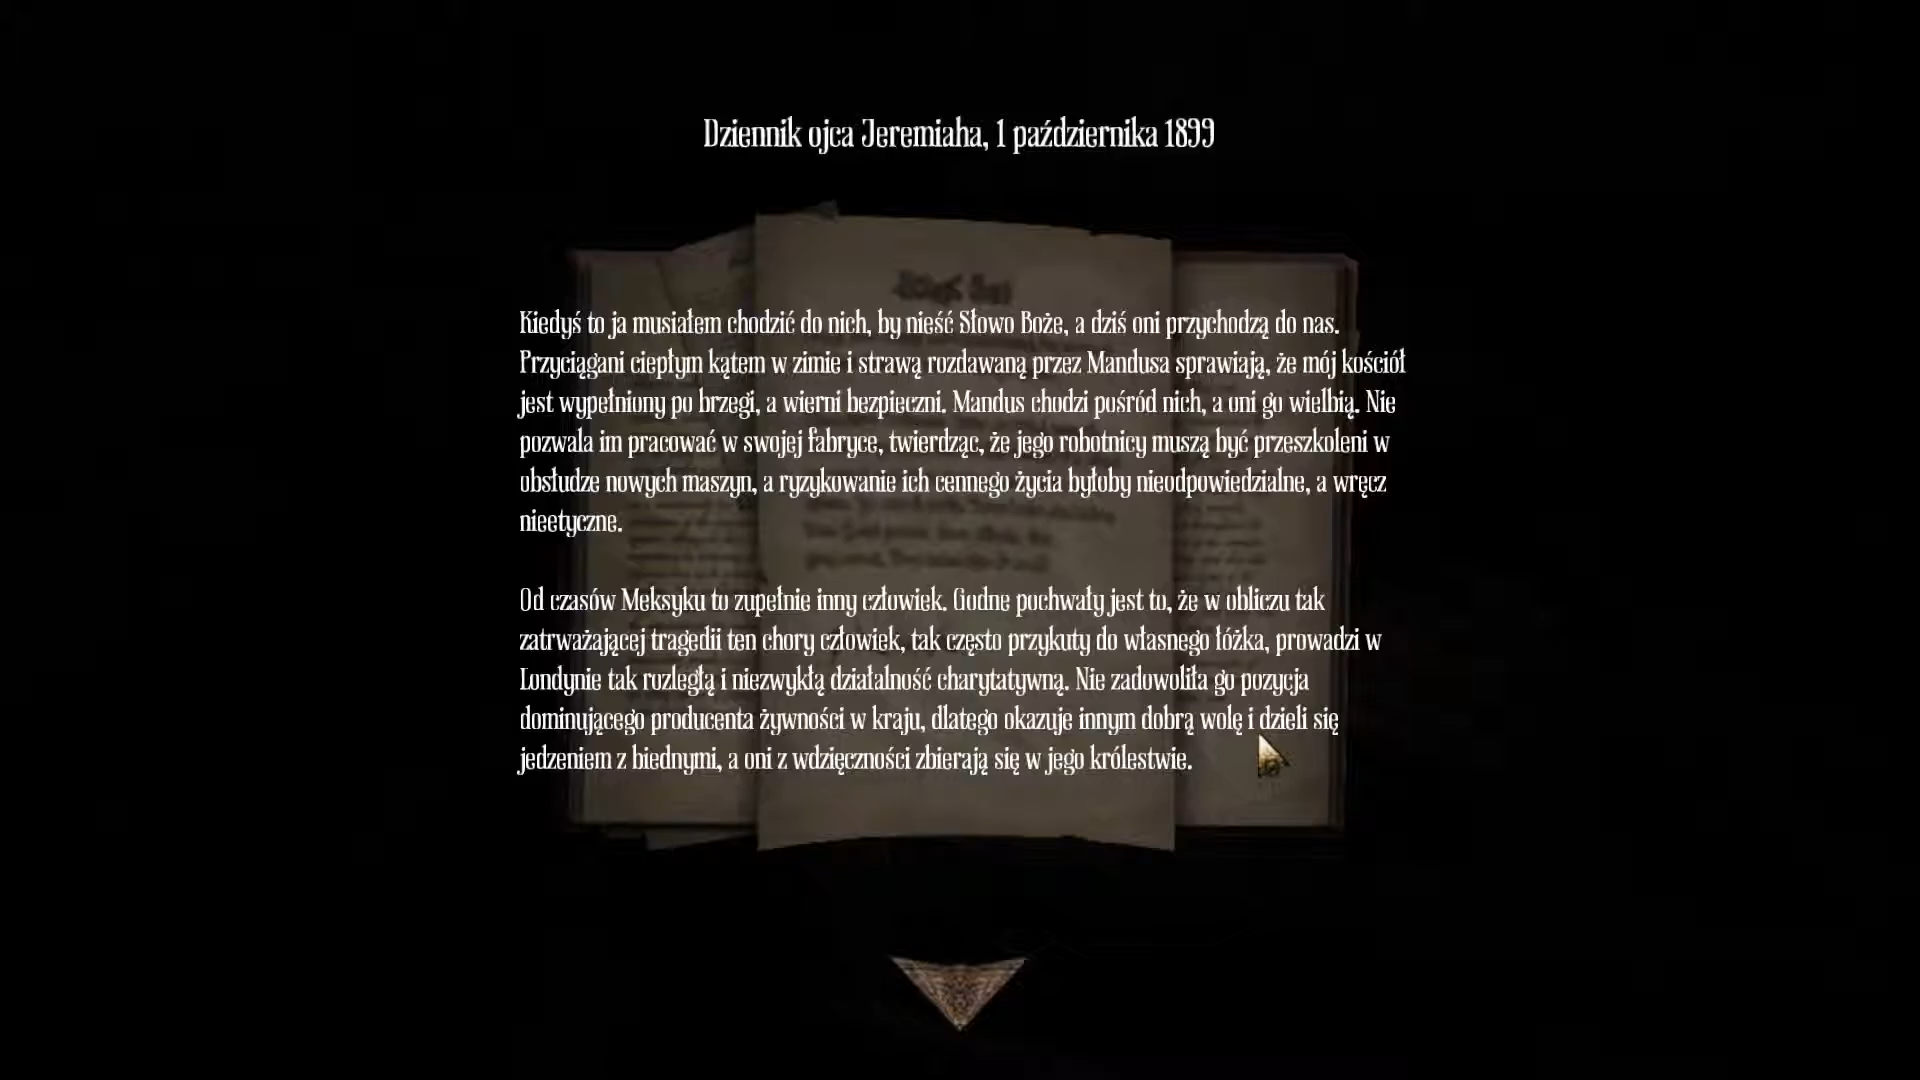 Dziennik ojca Jeremiaha, 1 października 1899
Kiedyś to ja musiałem chodzić do nich, by nieść Słowo Boże, a dziś oni przychodzą do nas.
Przyciągani ciepłym kątem w zimie i strawą rozdawaną przez Mandusa sprawiają, że mój kościół
jest wypełniony po brzegi, a wierni bezpieczni. Mandus chodzi pośród nich, a oni go wielbią. Nie
pozwala im pracować w swojej fabryce, twierdząc, że jego robotnicy muszą być przeszkoleni w
obsłudze nowych maszyn, a ryzykowanie ich cennego życia byłoby nieodpowiedzialne, a wręcz
nieetyczne.
Od czasów Meksyku to zupełnie inny człowiek. Godne pochwały jest to, że w obliczu tak
zatrważającej tragedii ten chory człowiek, tak często przykuty do własnego łóżka, prowadzi w
Londynie tak rozległą i niezwykłą działalność charytatywną. Nie zadowoliła go pozycja
dominującego producenta żywności w kraju, dlatego okazuje innym dobrą wolę i dzieli się
jedzeniem z biednymi, a oni z wdzięczności zbierają się w jego królestwie.